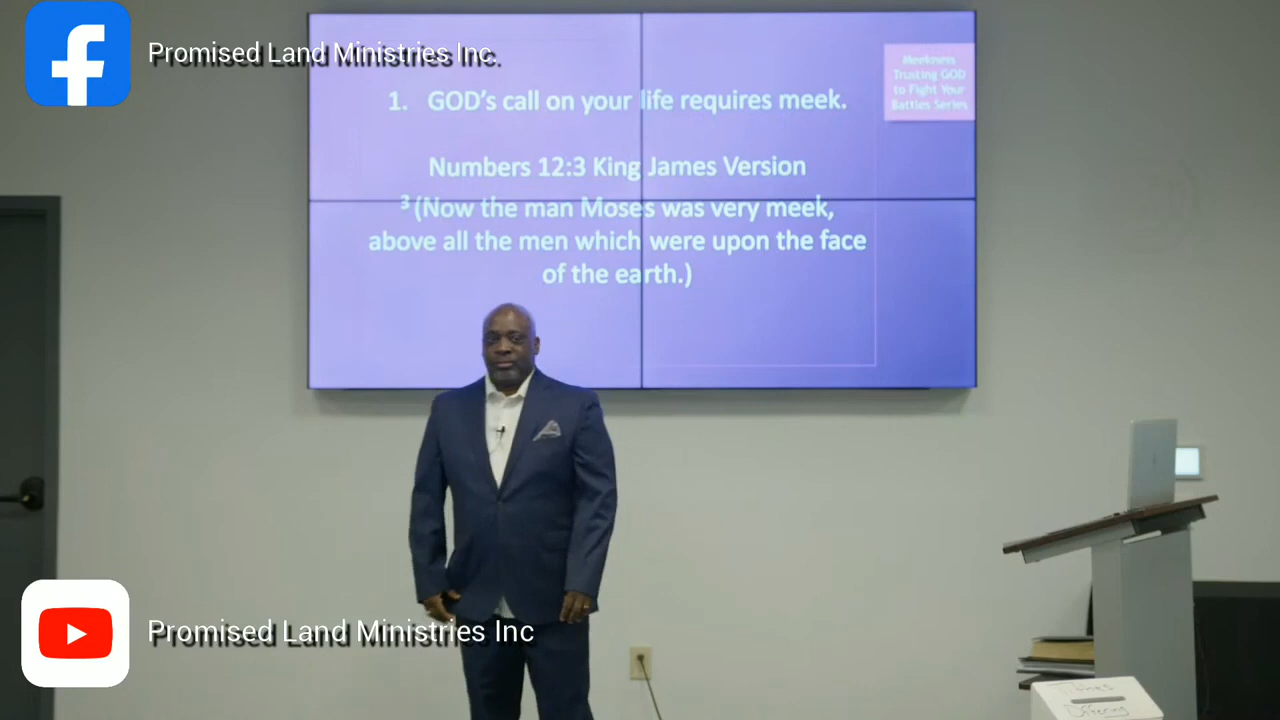 Promised Land Ministries Inc.
Meekness
Trusting GOD
to Fight Your
Battles Series
1. GOD's call on your life requires meek.
Numbers 12:3 King James Version
3 (Now the man Moses was very meek,
above all the men which were upon the face
of the earth.)
Promised Land Ministries Inc
Tithes
Offering